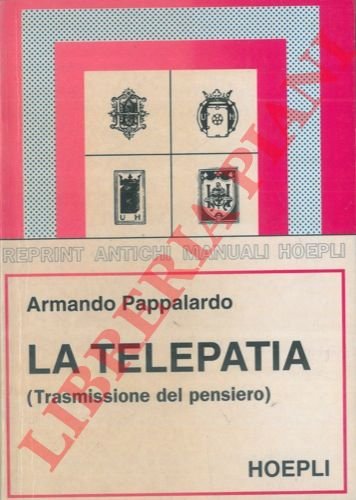 REPRINT ANTICHI MANUALI HOEPLI
Armando Pappalardo
LA TELEPATIA
(Trasmissione del pensiero)
HOEPLI
LIBRERIA PIANI
U H